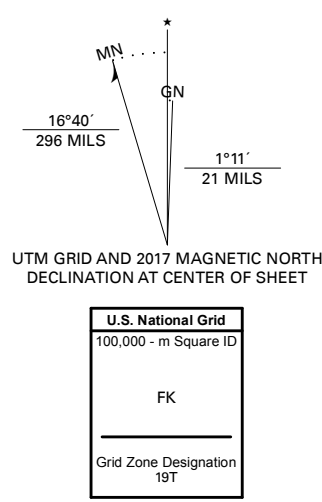 ★
MN
GN
16°40´
296 MILS
1°11´
21 MILS
UTM GRID AND 2017 MAGNETIC NORTH
DECLINATION AT CENTER OF SHEET
U.S. National Grid
100,000 - m Square ID
FK
Grid Zone Designation
19T